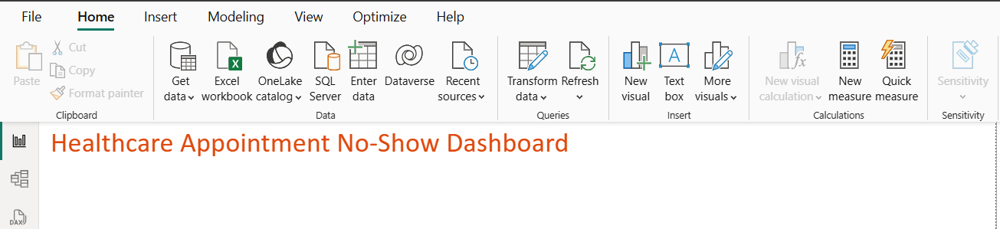 File Home Insert Modeling View Optimize Help
Paste
Cut
Copy
Format painter
Clipboard
Get
data
Excel
workbook
OneLake
catalog
SQL
Server
Enter
data
Dataverse
Recent
sources
Data
Transform
data
Refresh
Queries
New
visual
A
Text
box
More
visuals
Insert
fx
New visual
calculation
New
measure
Quick
measure
Calculations
Sensitivity
Sensitivity
Healthcare Appointment No-Show Dashboard
DAX